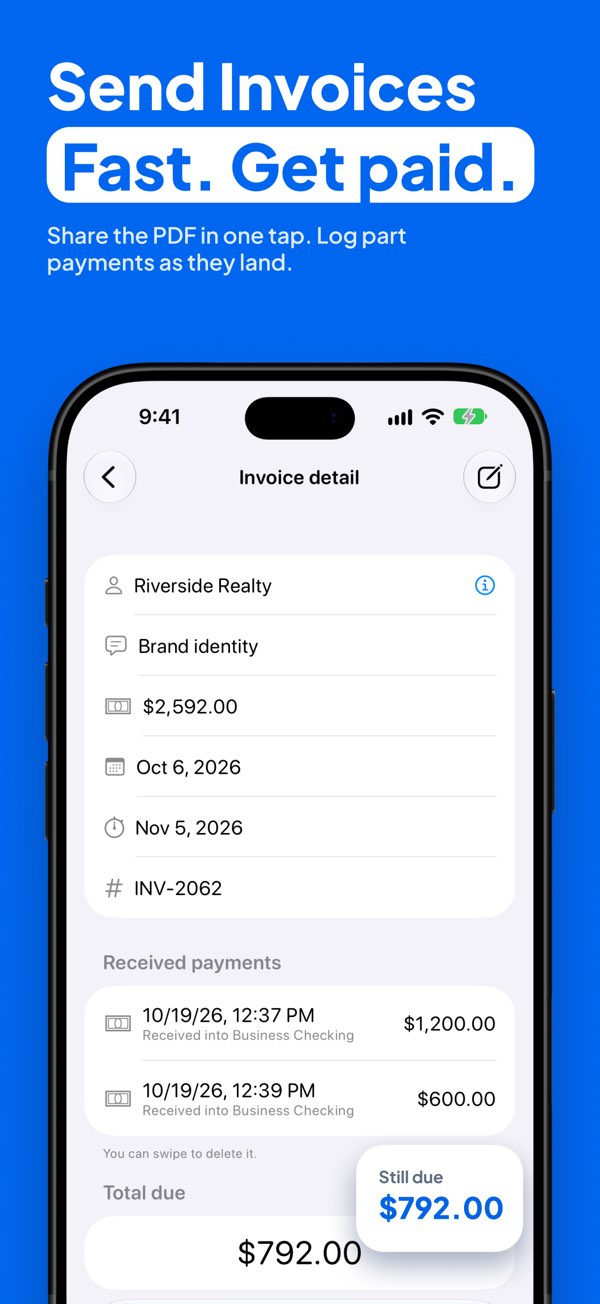 Send Invoices
Fast. Get paid.
Share the PDF in one tap. Log part
payments as they land.
9:41
Invoice detail
Riverside Realty
Brand identity
$2,592.00
Oct 6, 2026
Nov 5, 2026
# INV-2062
Received payments
10/19/26, 12:37 PM
$1,200.00
Received into Business Checking
10/19/26, 12:39 PM
$600.00
Received into Business Checking
You can swipe to delete it.
Still due
$792.00
Total due
$792.00